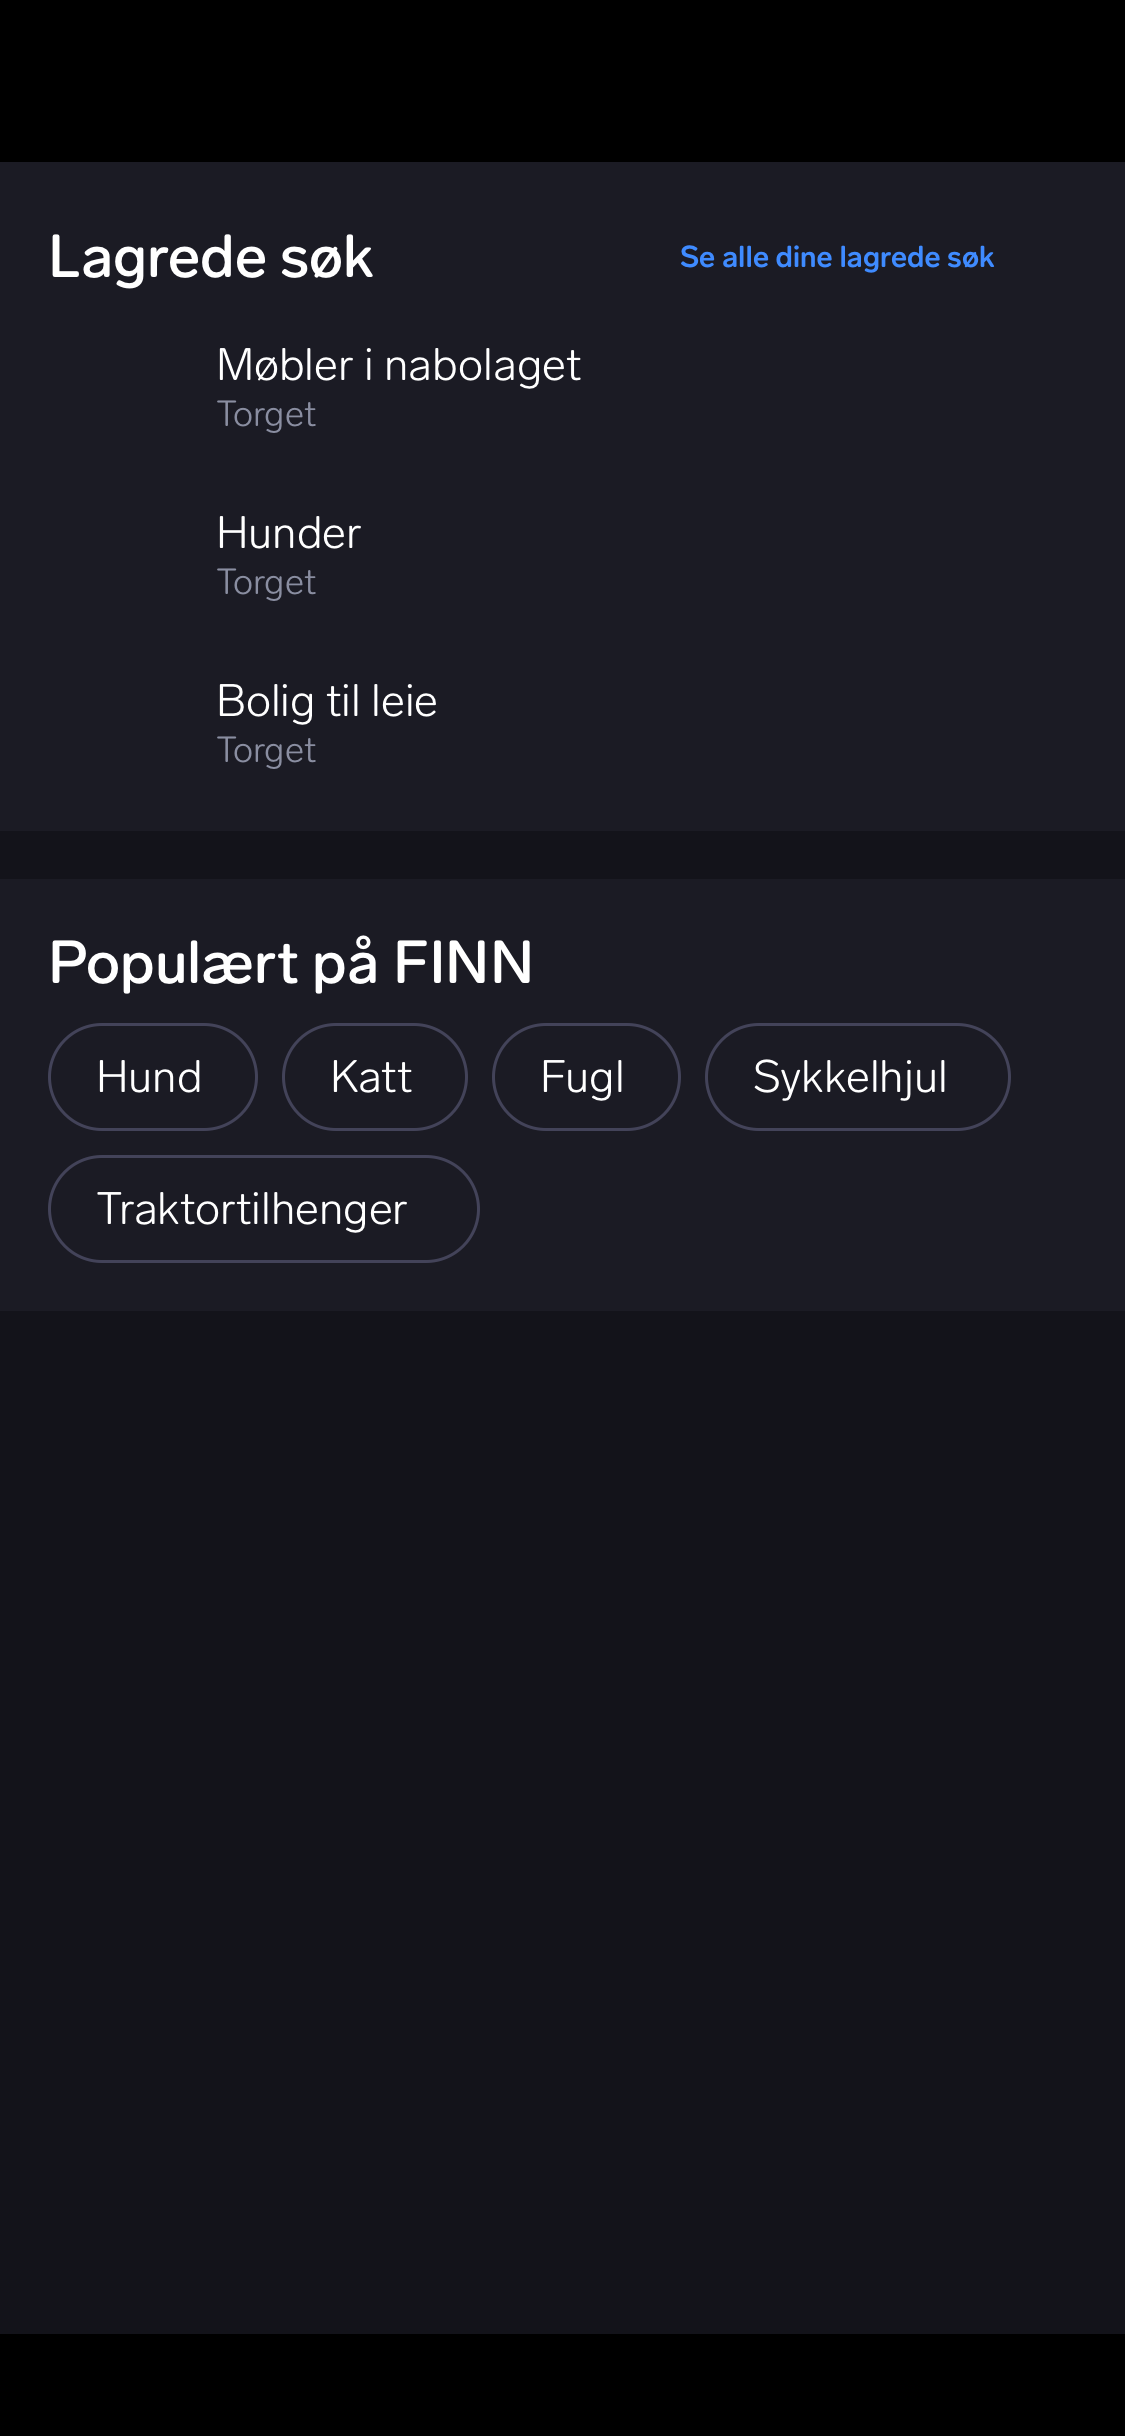 Lagrede søk
Se alle dine lagrede søk
Møbler i nabolaget
Torget
Hunder
Torget
Bolig til leie
Torget
Populært på FINN
Hund
Katt
Fugl
Sykkelhjul
Traktortilhenger